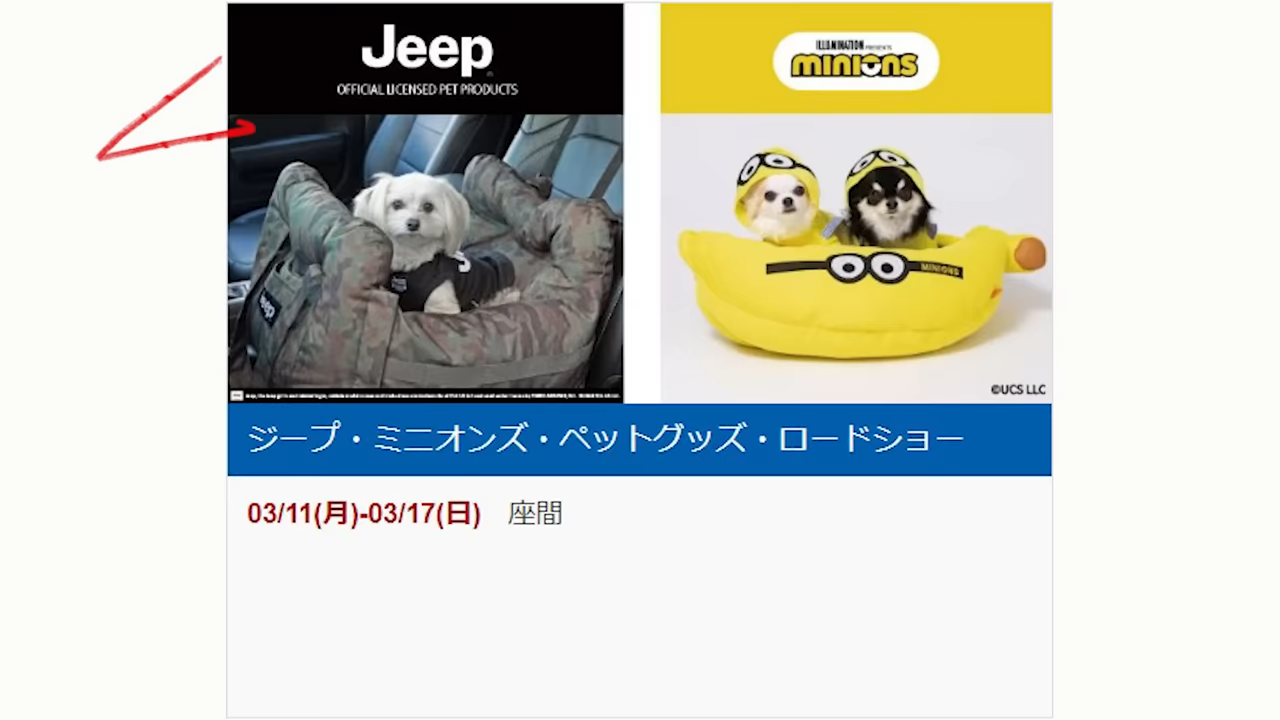 Jeep
OFFICIAL LICENSED PET PRODUCTS
ILLUMINATION PRESENTS
minions
Jeep
MINIONS
©UCS LLC
ジープ・ミニオンズ・ペットグッズ・ロードショー
03/11(月)-03/17(日) 座間